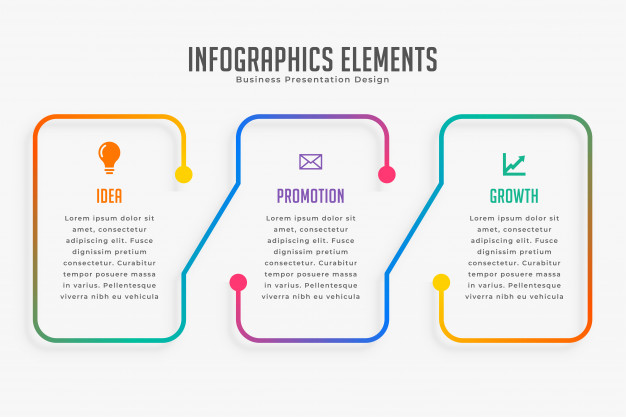 INFOGRAPHICS ELEMENTS
Business Presentation Design
IDEA
Lorem ipsum dolor sit
amet, consectetur
adipiscing elit. Diam
dignissim pretium
consectetur. Curabitur
tempor posuere massa
in varius. Pellentesque
viverra nibh eu vehicula
PROMOTION
Lorem ipsum dolor sit
amet, consectetur
adipiscing elit. Diam
dignissim pretium
consectetur. Curabitur
tempor posuere massa
in varius. Pellentesque
viverra nibh eu vehicula
GROWTH
Lorem ipsum dolor sit
amet, consectetur
adipiscing elit. Diam
dignissim pretium
consectetur. Curabitur
tempor posuere massa
in varius. Pellentesque
viverra nibh eu vehicula